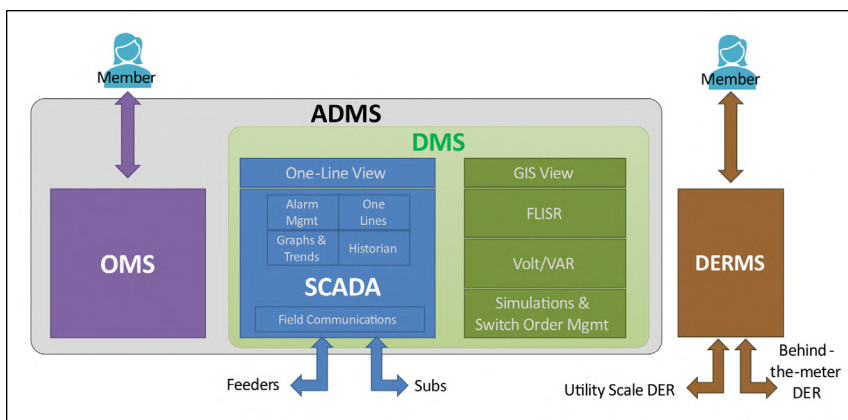 Member
Member
ADMS
DMS
One-Line View
GIS View
Alarm
Mgmt
One
Lines
Graphs &
Trends
Historian
SCADA
Field Communications
FLISR
Volt/VAR
Simulations &
Switch Order Mgmt
OMS
DERMS
Feeders
Subs
Utility Scale DER
Behind-
the-meter
DER